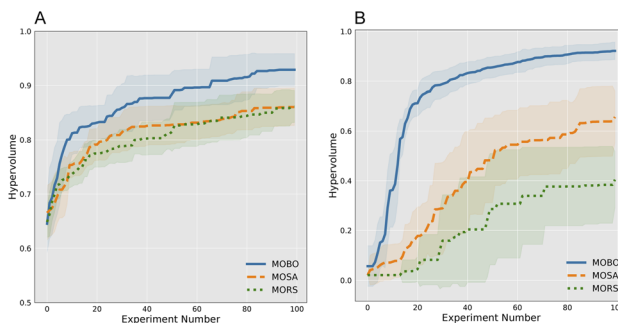 A
1.0
0.9
0.8
0.7
0.6
0.5
Hypervolume
0 20 40 60 80 100
Experiment Number
MOBO
MOSA
MORS
B
1.0
0.8
0.6
0.4
0.2
0.0
Hypervolume
0 20 40 60 80 100
Experiment Number
MOBO
MOSA
MORS